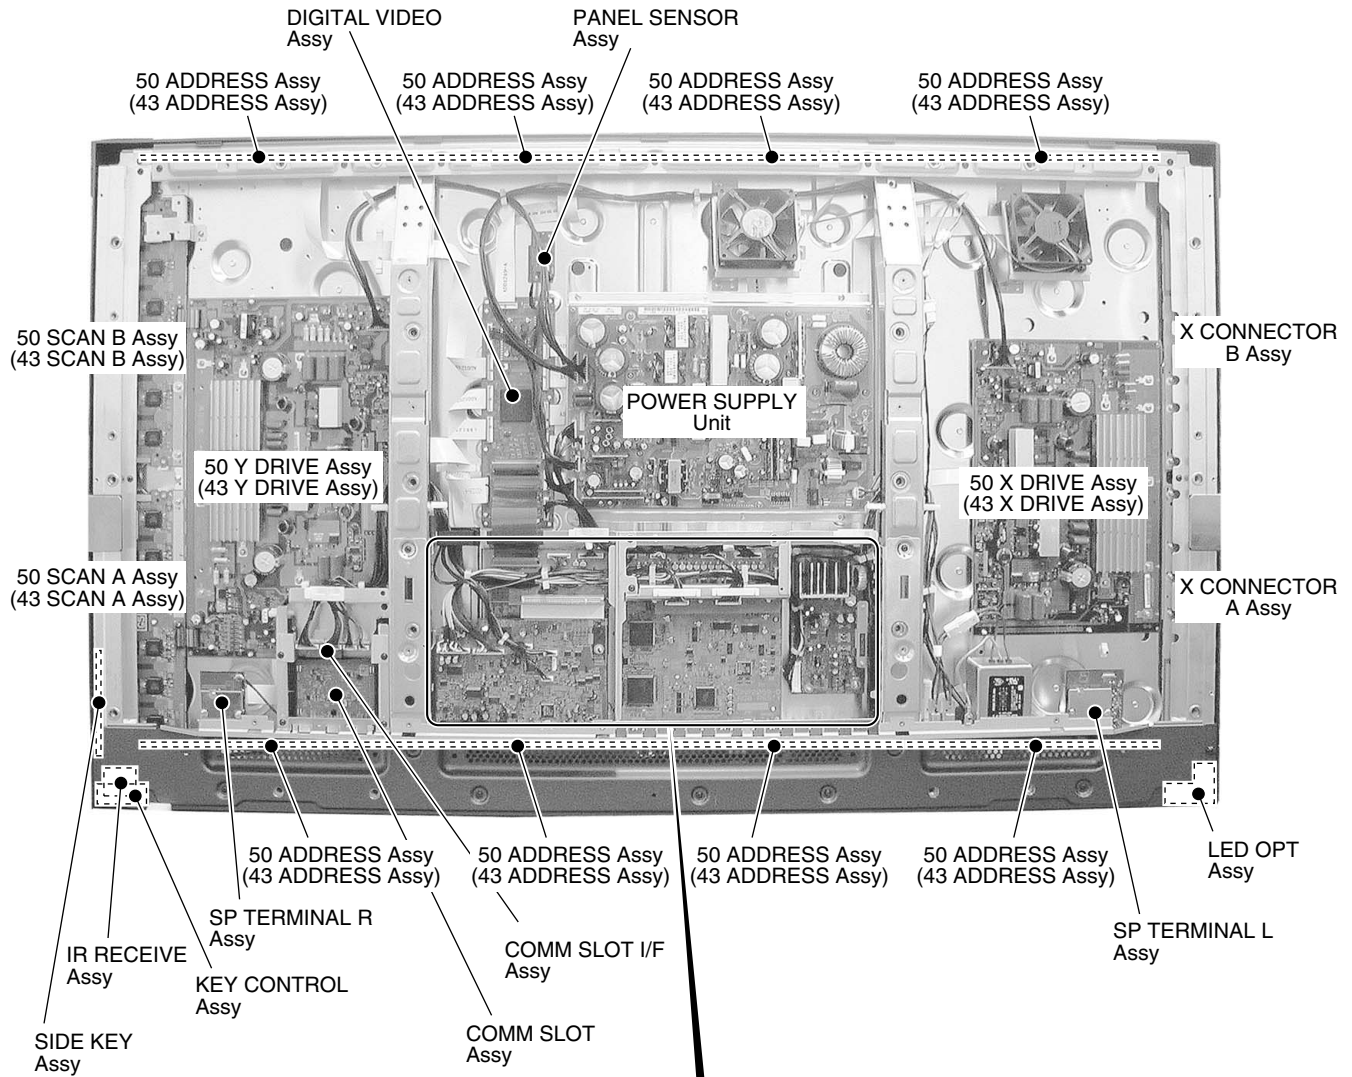 DIGITAL VIDEO
Assy
PANEL SENSOR
Assy
50 ADDRESS Assy
(43 ADDRESS Assy)
50 ADDRESS Assy
(43 ADDRESS Assy)
50 ADDRESS Assy
(43 ADDRESS Assy)
50 ADDRESS Assy
(43 ADDRESS Assy)
50 SCAN B Assy
(43 SCAN B Assy)
X CONNECTOR
B Assy
POWER SUPPLY
Unit
50 Y DRIVE Assy
(43 Y DRIVE Assy)
50 X DRIVE Assy
(43 X DRIVE Assy)
50 SCAN A Assy
(43 SCAN A Assy)
X CONNECTOR
A Assy
50 ADDRESS Assy
(43 ADDRESS Assy)
50 ADDRESS Assy
(43 ADDRESS Assy)
50 ADDRESS Assy
(43 ADDRESS Assy)
50 ADDRESS Assy
(43 ADDRESS Assy)
LED OPT
Assy
SP TERMINAL R
Assy
SP TERMINAL L
Assy
IR RECEIVE
Assy
COMM SLOT I/F
Assy
KEY CONTROL
Assy
COMM SLOT
Assy
SIDE KEY
Assy